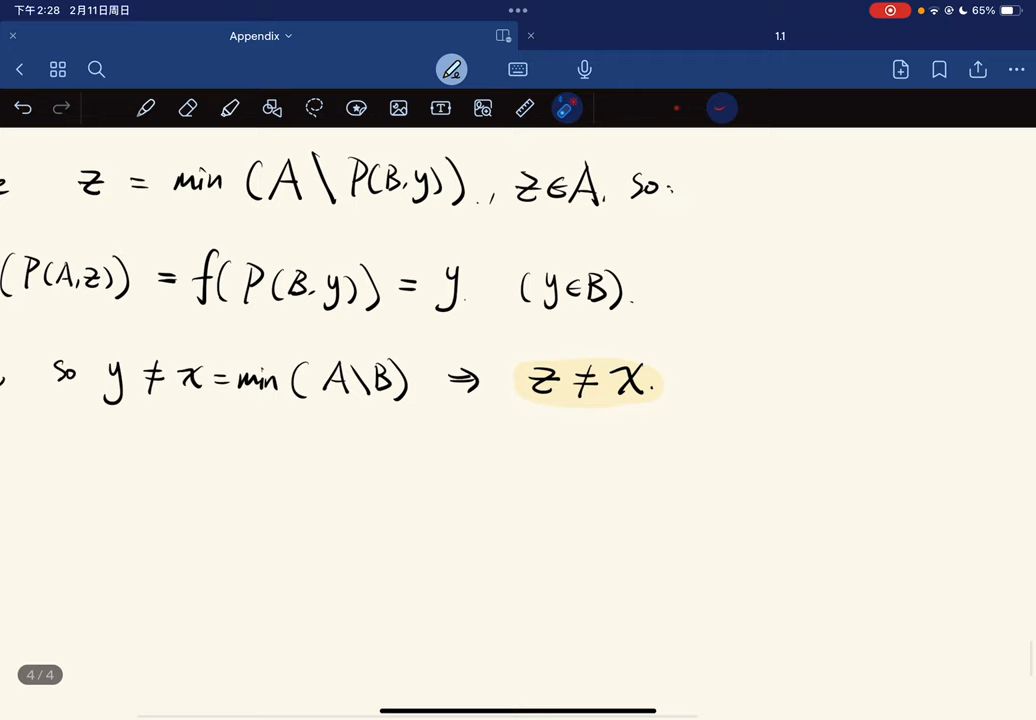 下午2:28 2月11日周日
65%
Appendix
1.1
z = min (A \ P(B,y)), z∈A. so
(P(A,z)) = f(P(B,y)) = y. (y∈B).
so y ≠ x = min (A\B) ⇒ z ≠ x.
4 / 4